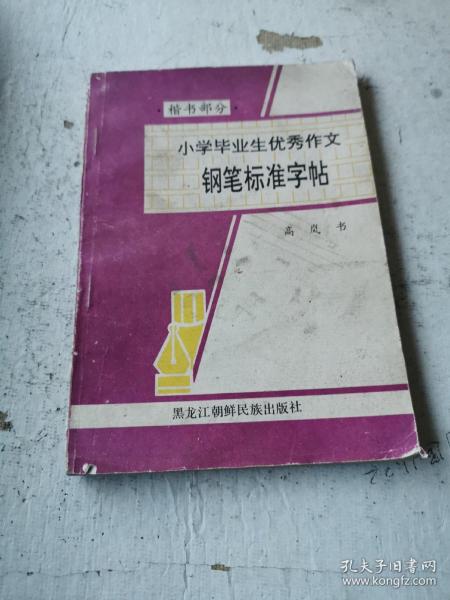 ·楷书部分·
小学毕业生优秀作文
钢笔标准字帖
高岚书
黑龙江朝鲜民族出版社
孔夫子旧书网
www.kongfz.com